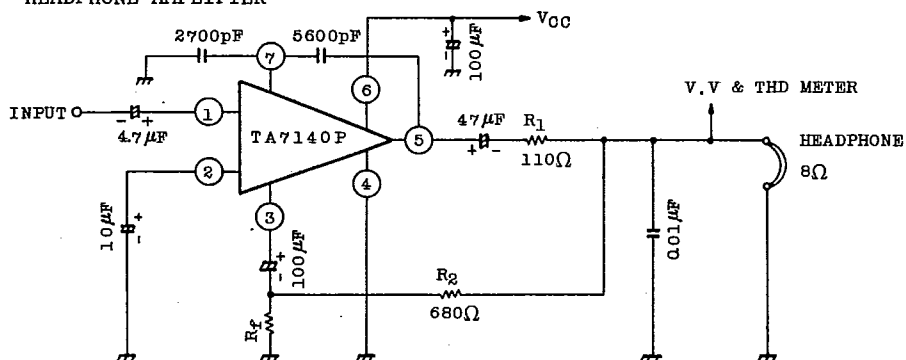 HEADPHONE AMPLIFIER
VCC
2700pF
5600pF
7
100μF
6
INPUT
1
4.7μF
TA7140P
5
47μF
R1
110Ω
V.V & THD METER
HEADPHONE
8Ω
2
4
3
10μF
100μF
0.01μF
R2
680Ω
Rf